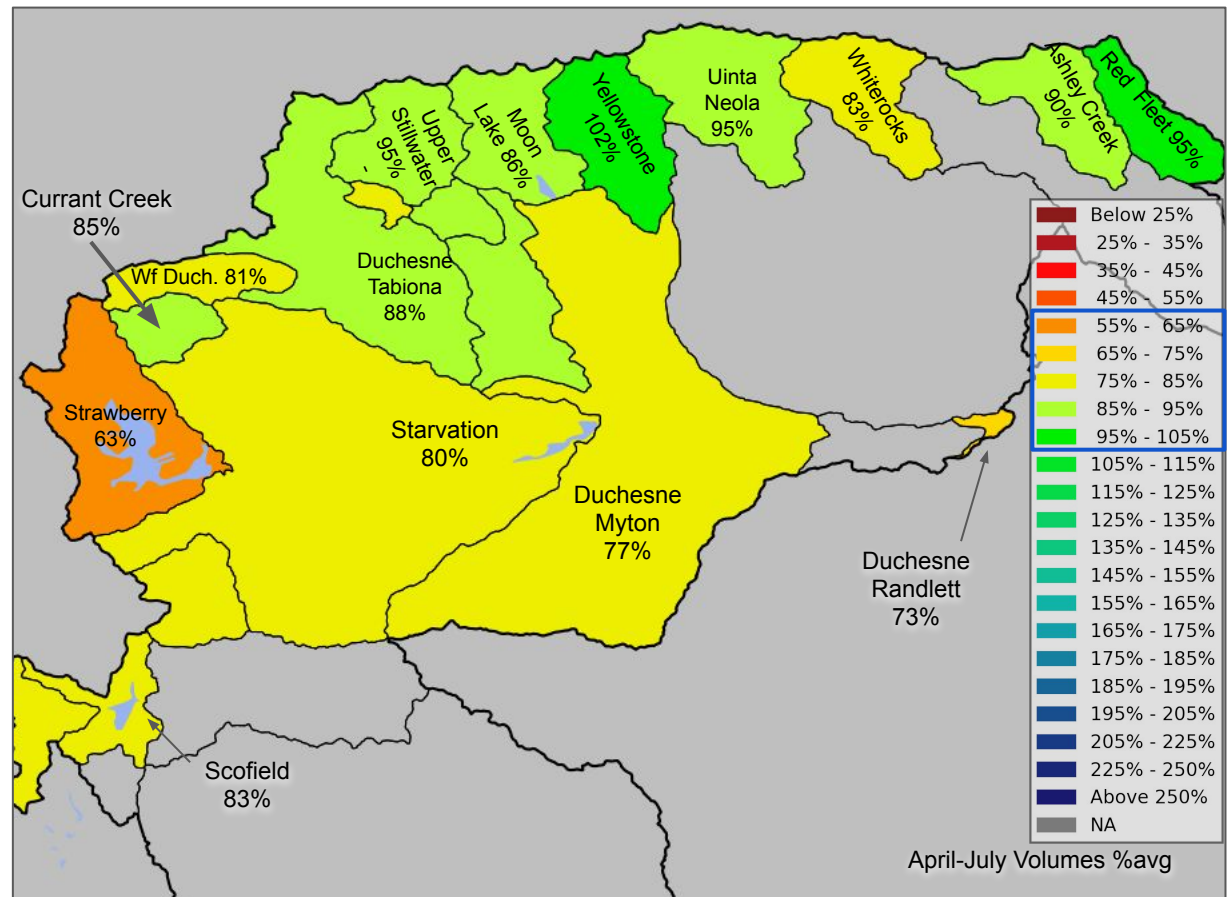 Yellowstone
102%
Uinta
Neola
95%
Whiterocks
83%
Ashley Creek
90%
Red Fleet 95%
Upper
Stillwater
95%
-
Moon
Lake 86%
Currant Creek
85%
Wf Duch. 81%
Duchesne
Tabiona
88%
Strawberry
63%
Starvation
80%
Duchesne
Myton
77%
Duchesne
Randlett
73%
Scofield
83%
Below 25%
25% - 35%
35% - 45%
45% - 55%
55% - 65%
65% - 75%
75% - 85%
85% - 95%
95% - 105%
105% - 115%
115% - 125%
125% - 135%
135% - 145%
145% - 155%
155% - 165%
165% - 175%
175% - 185%
185% - 195%
195% - 205%
205% - 225%
225% - 250%
Above 250%
NA
April-July Volumes %avg